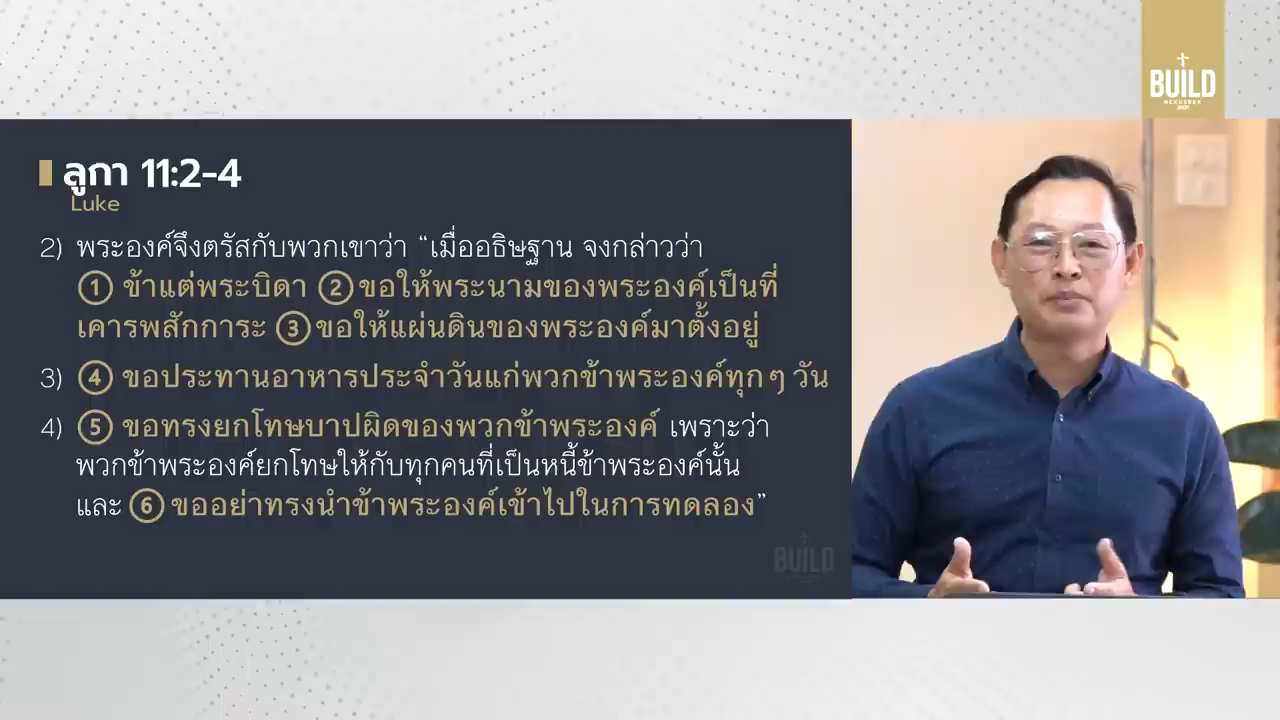 BUILD
NEXUSBKK
2021
ลูกา 11:2-4
Luke
2) พระองค์จึงตรัสกับพวกเขาว่า “เมื่ออธิษฐาน จงกล่าวว่า
① ข้าแต่พระบิดา ② ขอให้พระนามของพระองค์เป็นที่
เคารพสักการะ ③ ขอให้แผ่นดินของพระองค์มาตั้งอยู่
3) ④ ขอประทานอาหารประจำวันแก่พวกข้าพระองค์ทุกๆ วัน
4) ⑤ ขอทรงยกโทษบาปผิดของพวกข้าพระองค์ เพราะว่า
พวกข้าพระองค์ยกโทษให้กับทุกคนที่เป็นหนี้ข้าพระองค์นั้น
และ ⑥ ขออย่าทรงนำข้าพระองค์เข้าไปในการทดลอง”
BUILD